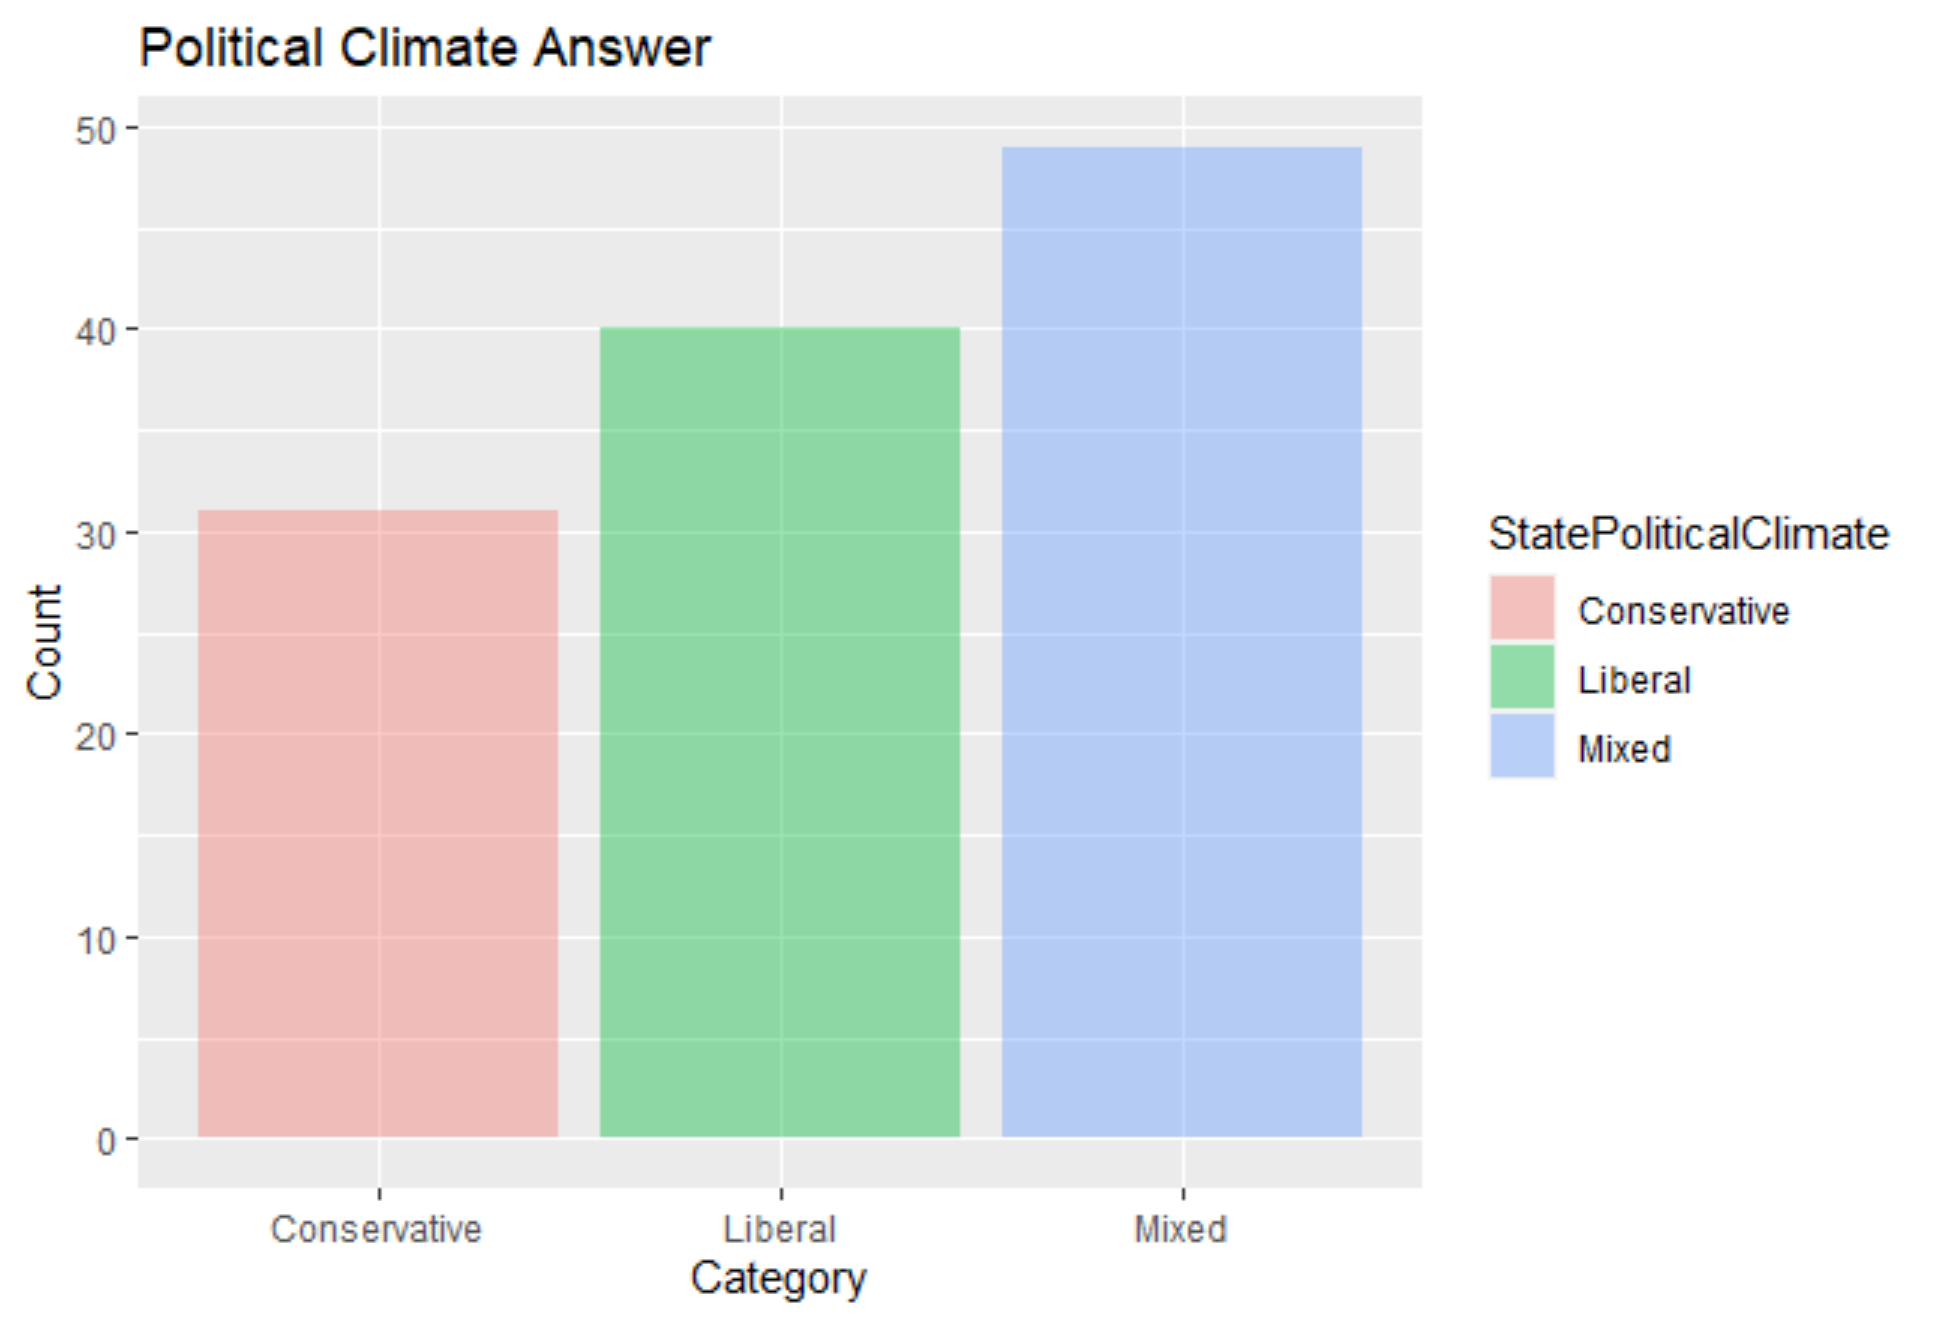 Political Climate Answer
50
40
30
20
10
0
Count
Conservative
Liberal
Mixed
Category
StatePoliticalClimate
Conservative
Liberal
Mixed